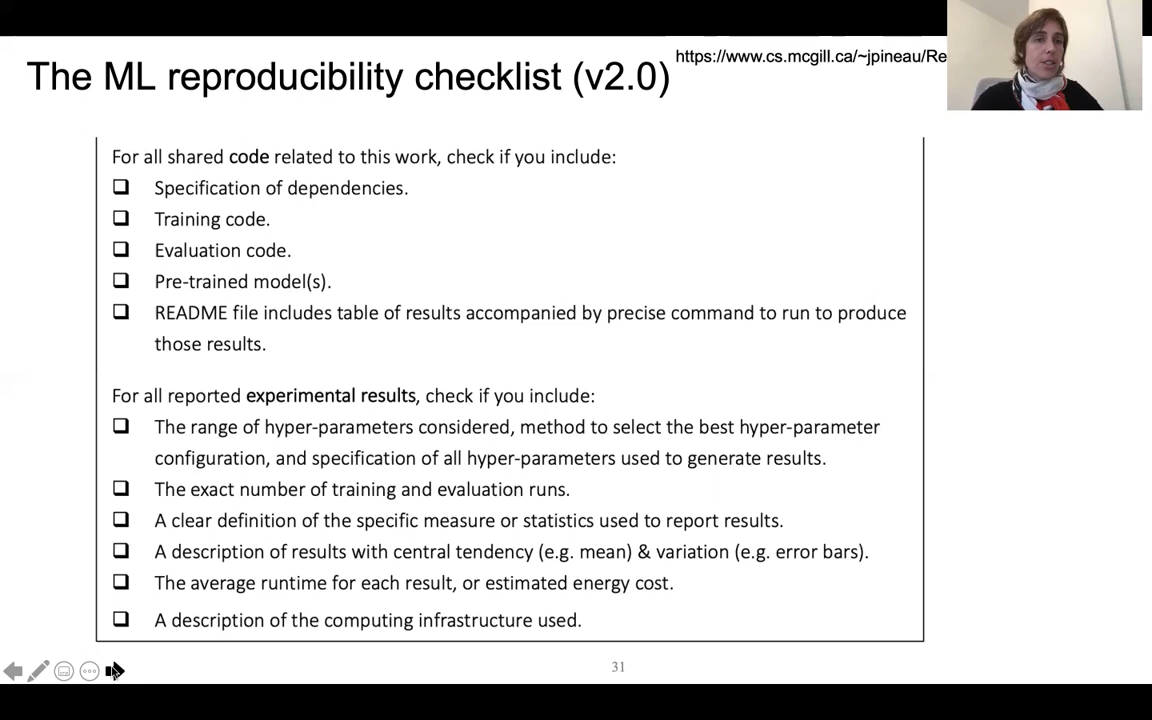 The ML reproducibility checklist (v2.0)
https://www.cs.mcgill.ca/~jpineau/Re
For all shared code related to this work, check if you include:
Specification of dependencies.
Training code.
Evaluation code.
Pre-trained model(s).
README file includes table of results accompanied by precise command to run to produce
those results.
For all reported experimental results, check if you include:
The range of hyper-parameters considered, method to select the best hyper-parameter
configuration, and specification of all hyper-parameters used to generate results.
The exact number of training and evaluation runs.
A clear definition of the specific measure or statistics used to report results.
A description of results with central tendency (e.g. mean) & variation (e.g. error bars).
The average runtime for each result, or estimated energy cost.
A description of the computing infrastructure used.
31